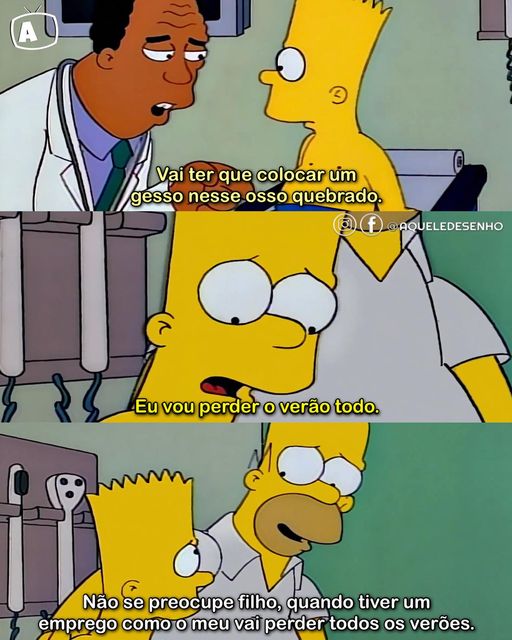 A
Vai ter que colocar um
gesso nesse osso quebrado.
@AQUELEDESENHO
Eu vou perder o verão todo.
Não se preocupe filho, quando tiver um
emprego como o meu vai perder todos os verões.